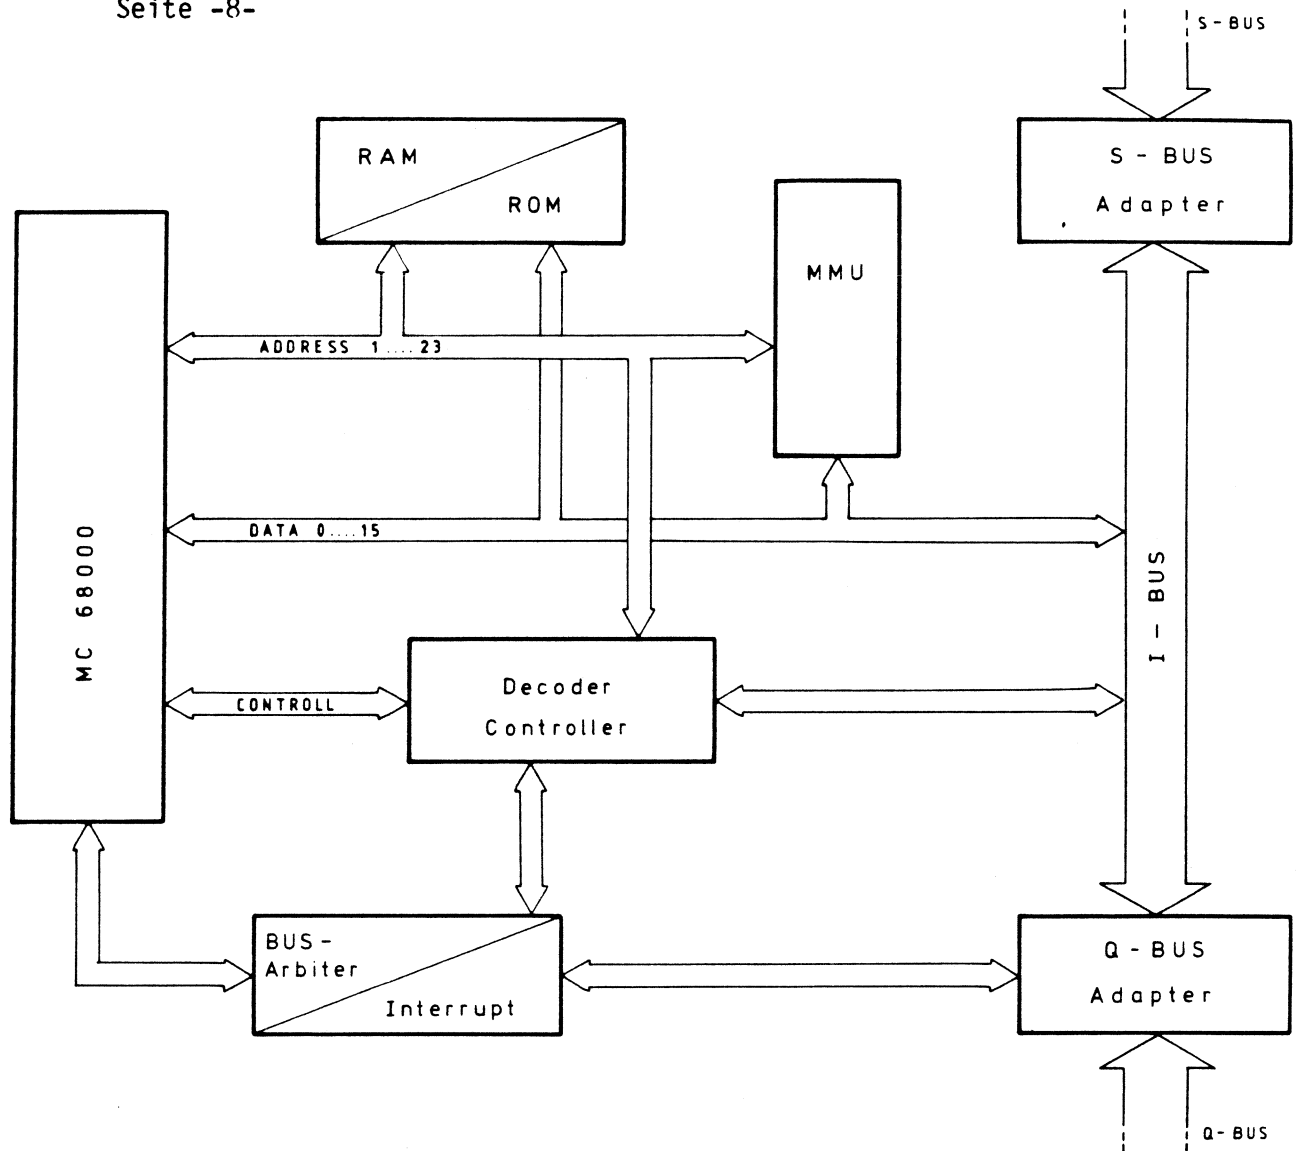 Seite -8-
S-BUS
RAM
ROM
S - BUS
Adapter
MMU
ADDRESS 1....23
DATA 0....15
MC 68000
I - BUS
Decoder
Controller
CONTROLL
BUS-
Arbiter
Interrupt
Q - BUS
Adapter
Q-BUS